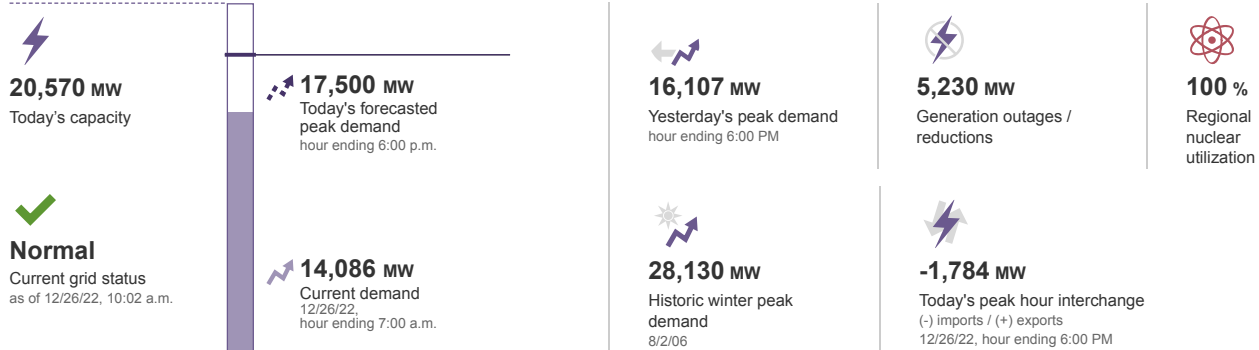 20,570 MW
Today's capacity
Normal
Current grid status
as of 12/26/22, 10:02 a.m.
17,500 MW
Today's forecasted
peak demand
hour ending 6:00 p.m.
14,086 MW
Current demand
12/26/22,
hour ending 7:00 a.m.
16,107 MW
Yesterday's peak demand
hour ending 6:00 PM
5,230 MW
Generation outages /
reductions
100 %
Regional
nuclear
utilization
28,130 MW
Historic winter peak
demand
8/2/06
-1,784 MW
Today's peak hour interchange
(-) imports / (+) exports
12/26/22, hour ending 6:00 PM